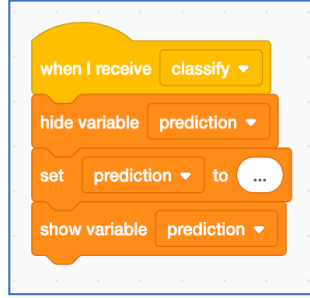 when I receive classify
hide variable prediction
set prediction to ...
show variable prediction